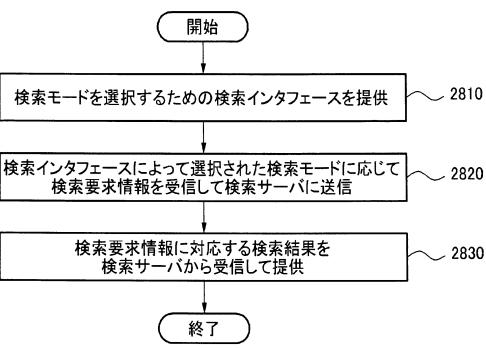 開始
検索モードを選択するための検索インタフェースを提供
2810
検索インタフェースによって選択された検索モードに応じて
検索要求情報を受信して検索サーバに送信
2820
検索要求情報に対応する検索結果を
検索サーバから受信して提供
2830
終了